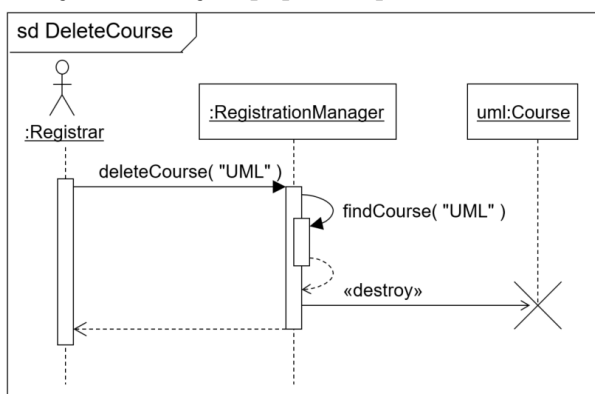 sd DeleteCourse
:Registrar
:RegistrationManager
uml:Course
deleteCourse( "UML" )
findCourse( "UML" )
«destroy»